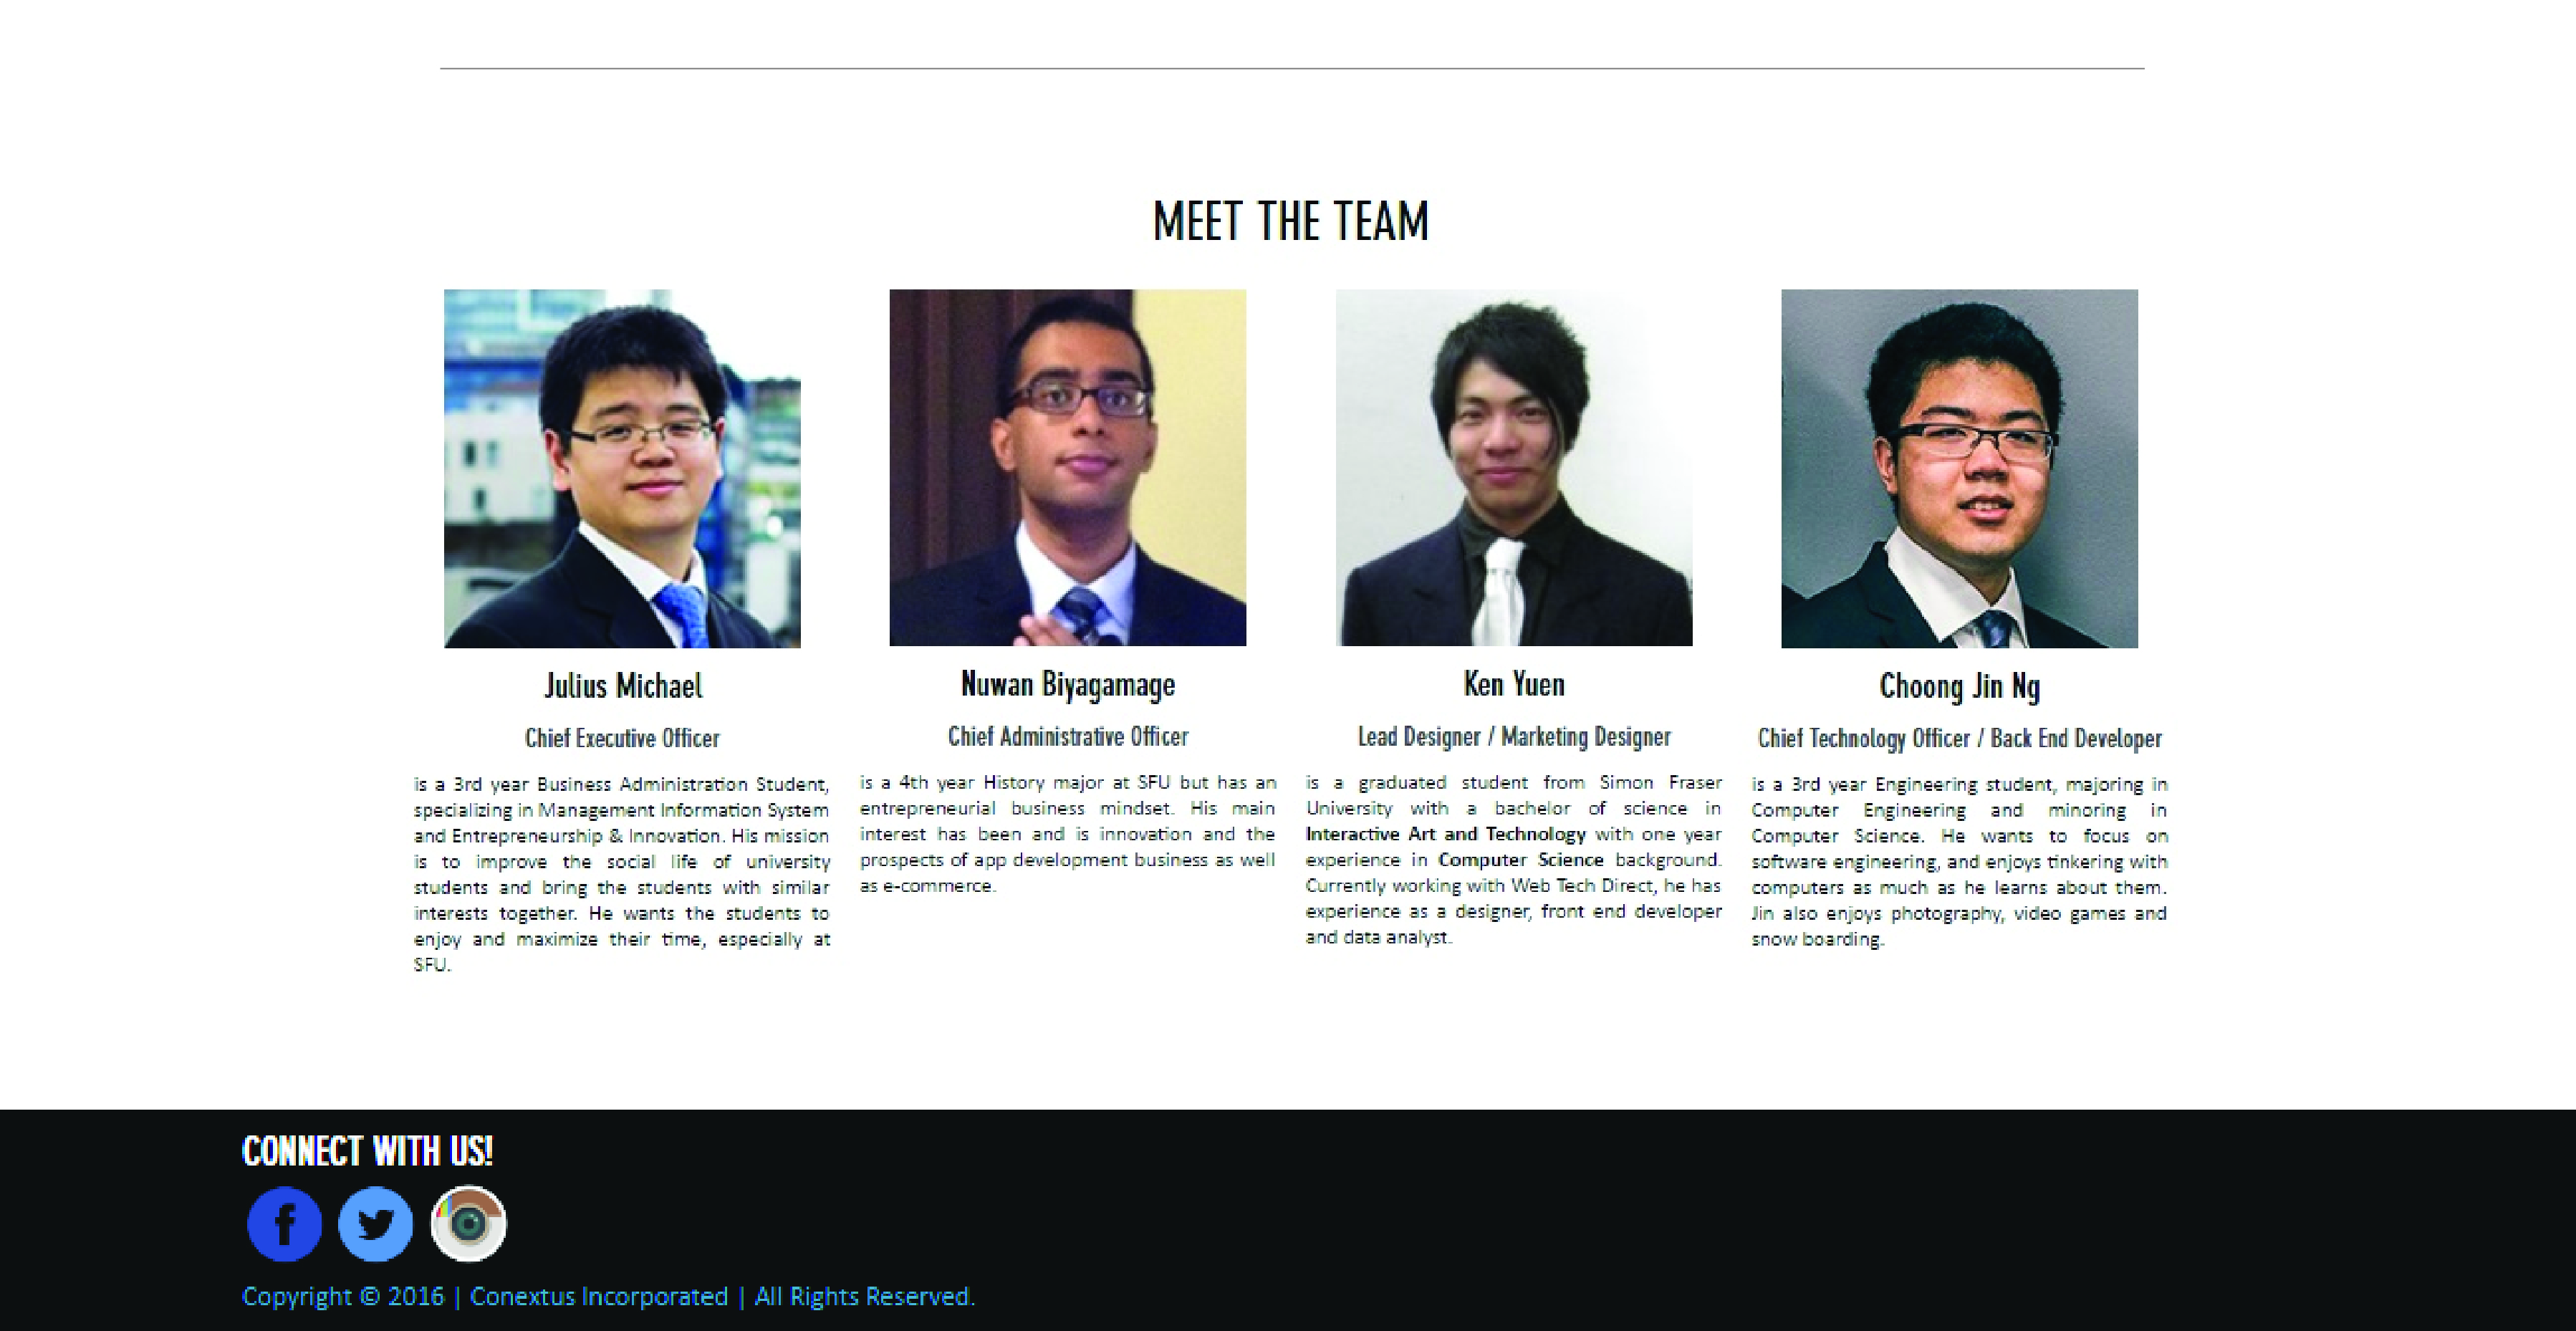 MEET THE TEAM
Julius Michael
Chief Executive Officer
is a 3rd year Business Administration Student,
specializing in Management Information System
and Entrepreneurship & Innovation. His mission
is to improve the social life of university
students and bring the students with similar
interests together. He wants the students to
enjoy and maximize their time, especially at
SFU.
Nuwan Biyagamage
Chief Administrative Officer
is a 4th year History major at SFU but has an
entrepreneurial business mindset. His main
interest has been and is innovation and the
prospects of app development business as well
as e-commerce.
Ken Yuen
Lead Designer / Marketing Designer
is a graduated student from Simon Fraser
University with a bachelor of science in
Interactive Art and Technology with one year
experience in Computer Science background.
Currently working with Web Tech Direct, he has
experience as a designer, front end developer
and data analyst.
Choong Jin Ng
Chief Technology Officer / Back End Developer
is a 3rd year Engineering student, majoring in
Computer Engineering and minoring in
Computer Science. He wants to focus on
software engineering, and enjoys tinkering with
computers as much as he learns about them.
Jin also enjoys photography, video games and
snow boarding.
CONNECT WITH US!
Copyright © 2016 | Conextus Incorporated | All Rights Reserved.